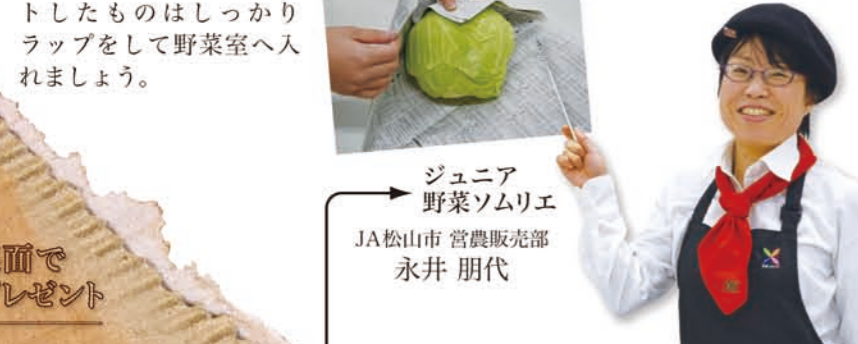 トしたものはしっかり
ラップをして野菜室へ入
れましょう。
ジュニア
野菜ソムリエ
JA松山市 営農販売部
永井 朋代
面で
レゼント